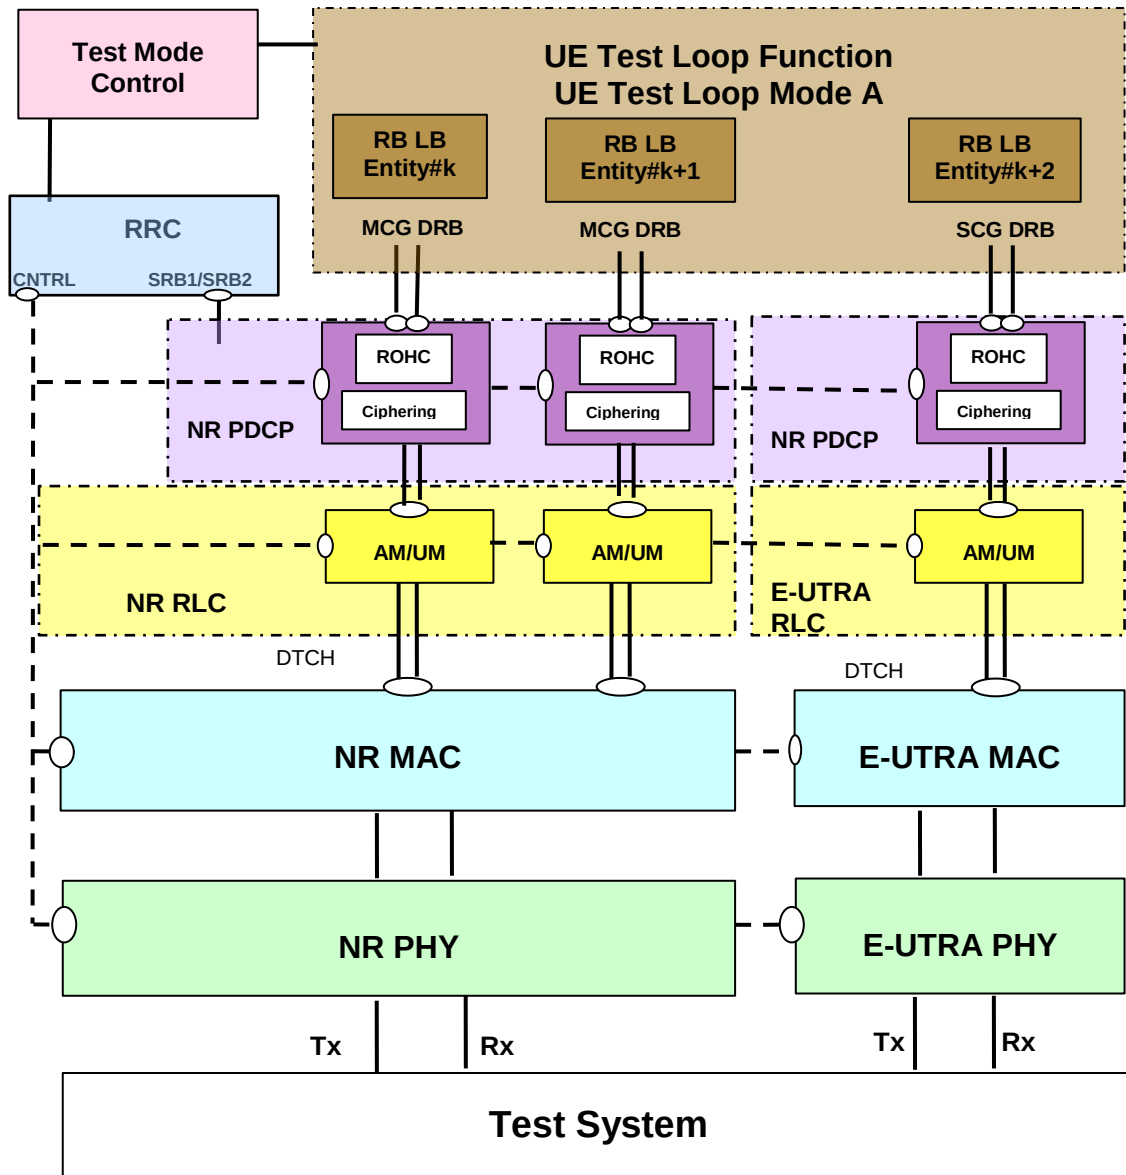 Test Mode
Control
UE Test Loop Function
UE Test Loop Mode A
RB LB
Entity#k
RB LB
Entity#k+1
RB LB
Entity#k+2
MCG DRB
MCG DRB
SCG DRB
RRC
CNTRL
SRB1/SRB2
ROHC
Ciphering
ROHC
Ciphering
ROHC
Ciphering
NR PDCP
NR PDCP
AM/UM
AM/UM
AM/UM
NR RLC
E-UTRA
RLC
DTCH
DTCH
NR MAC
E-UTRA MAC
NR PHY
E-UTRA PHY
Tx
Rx
Tx
Rx
Test System